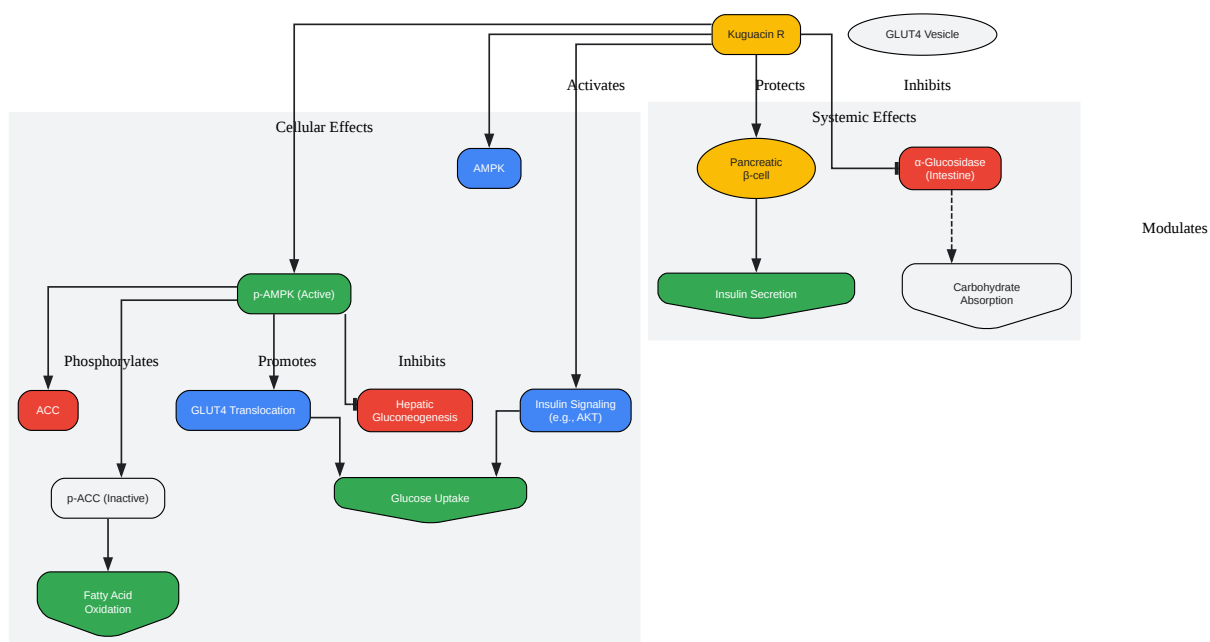 Kuguacin R
GLUT4 Vesicle
Activates
Protects
Inhibits
Cellular Effects
Systemic Effects
AMPK
Pancreatic
β-cell
α-Glucosidase
(Intestine)
Modulates
p-AMPK (Active)
Insulin Secretion
Carbohydrate
Absorption
Phosphorylates
Promotes
Inhibits
ACC
GLUT4 Translocation
Hepatic
Gluconeogenesis
Insulin Signaling
(e.g., AKT)
p-ACC (Inactive)
Glucose Uptake
Fatty Acid
Oxidation